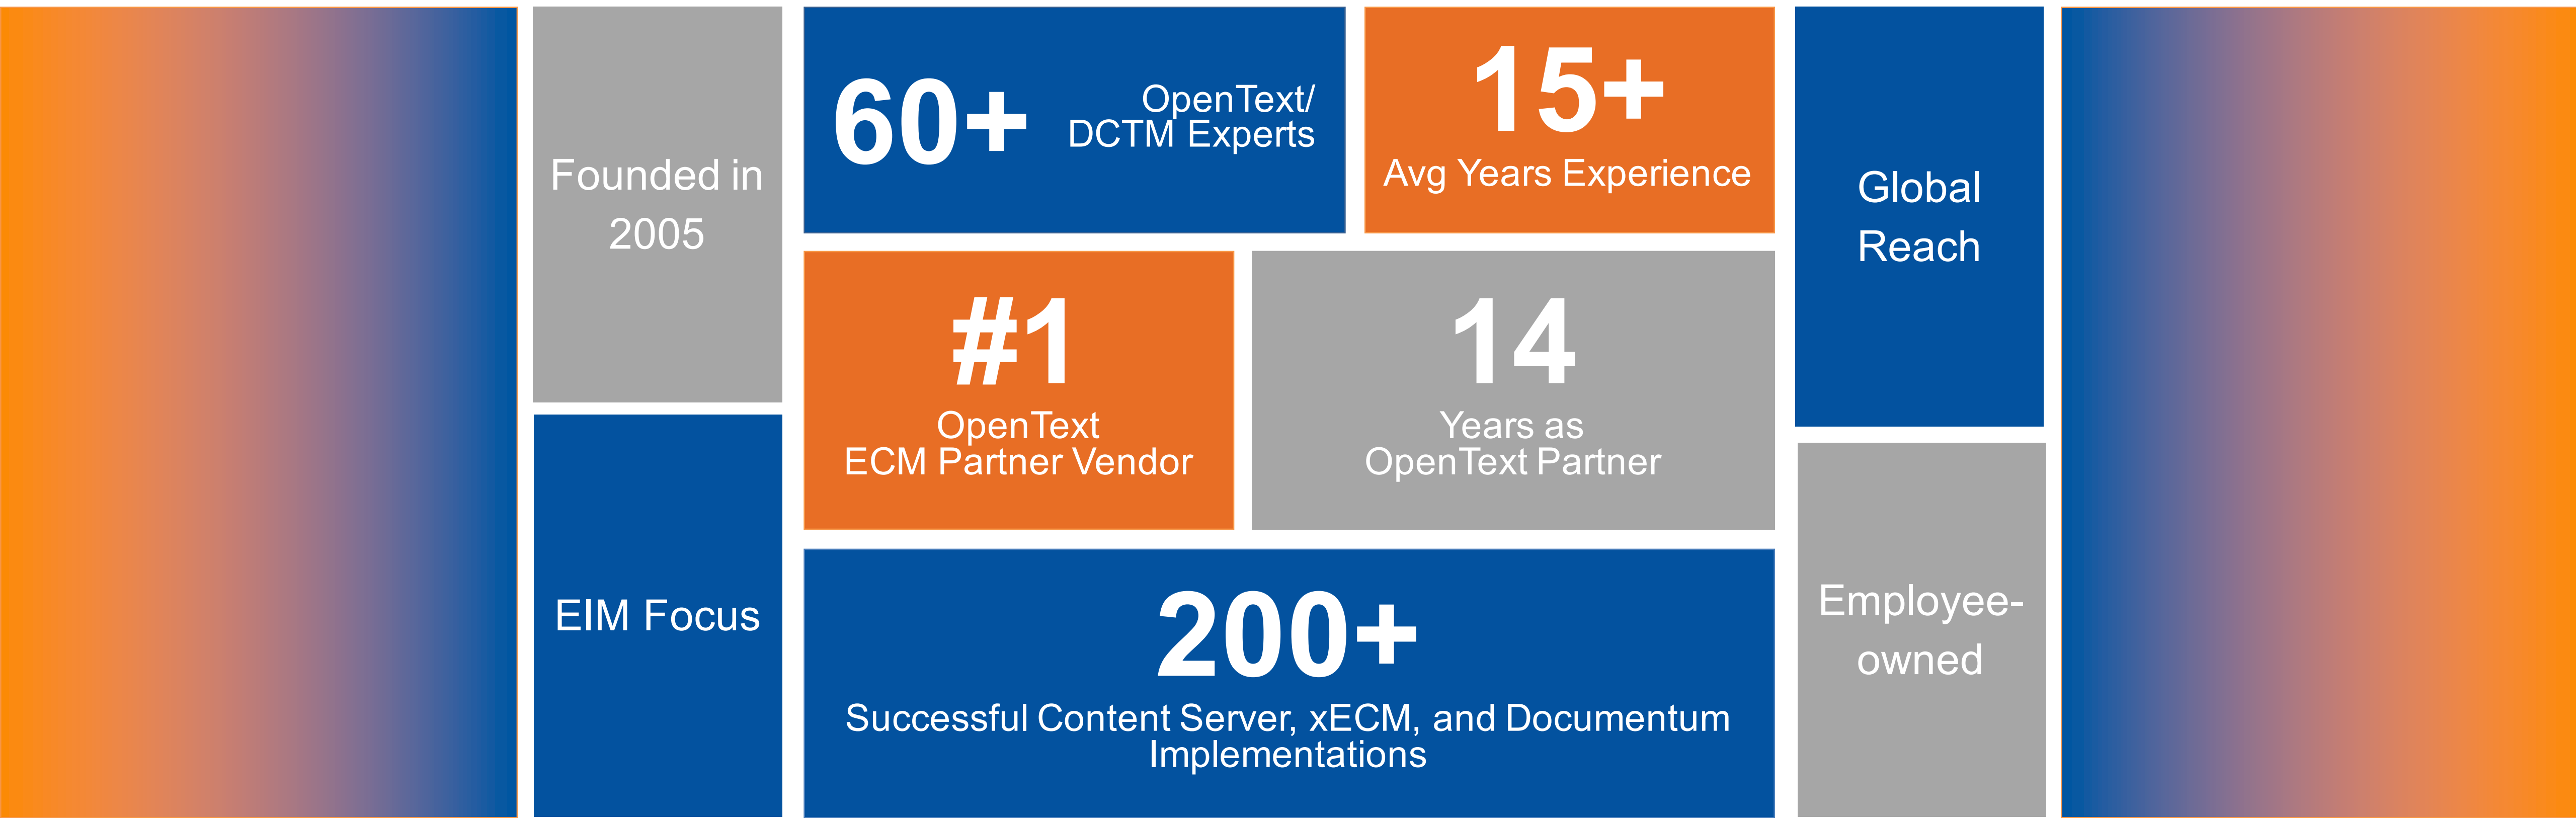 Founded in
2005
EIM Focus
60+
OpenText/
DCTM Experts
15+
Avg Years Experience
#1
OpenText
ECM Partner Vendor
14
Years as
OpenText Partner
200+
Successful Content Server, xECM, and Documentum
Implementations
Global
Reach
Employee-
owned